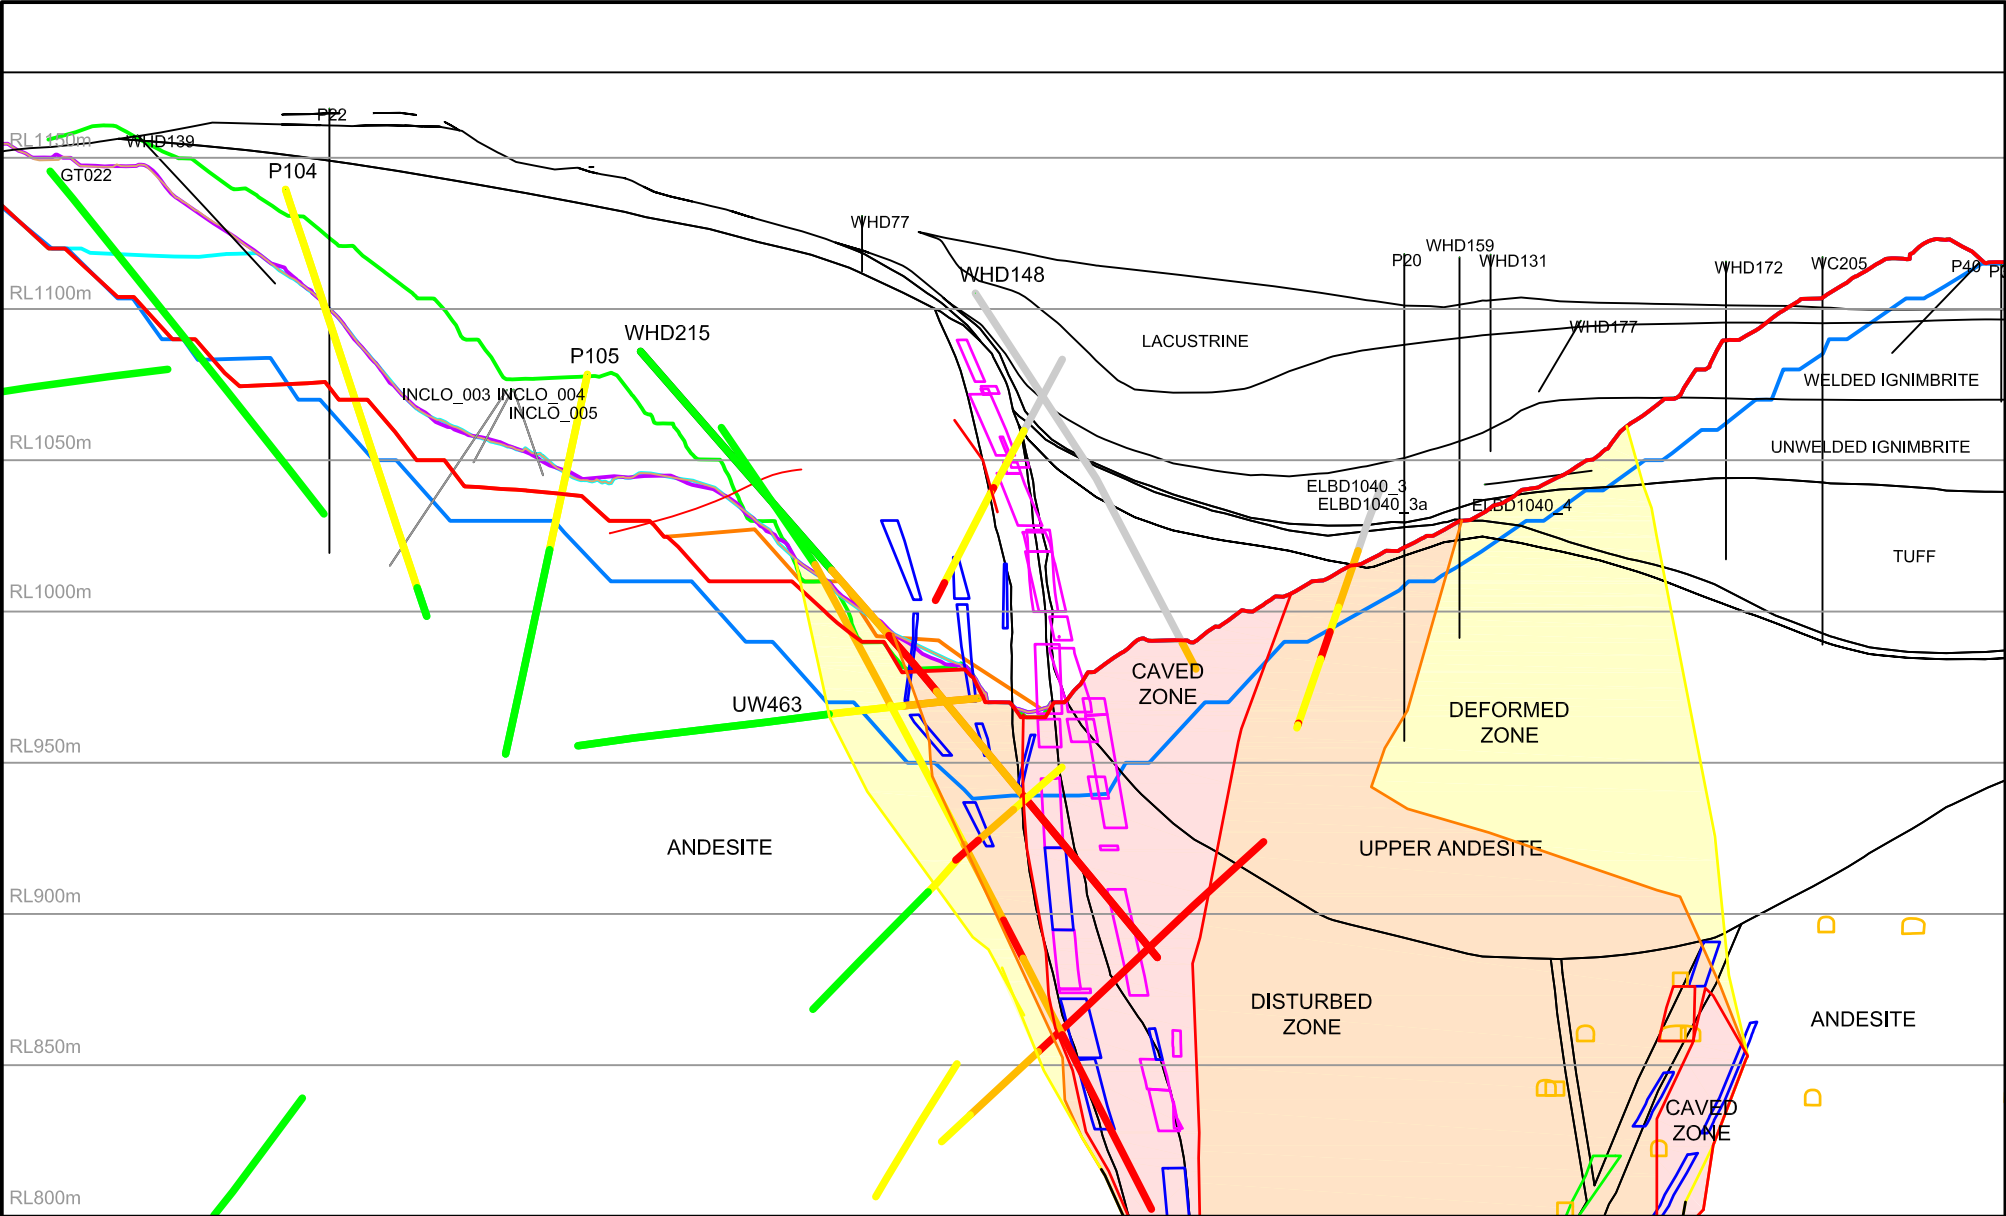 P22
RL1150m
WHD139
GT022
P104
WHD77
WHD159
P20
WHD131
WHD148
WHD172
WC205
P40
RL1100m
WHD215
LACUSTRINE
WHD177
P105
WELDED IGNIMBRITE
INCLO_003
INCLO_004
INCLO_005
RL1050m
UNWELDED IGNIMBRITE
ELBD1040_3
ELBD1040_3a
ELBD1040_4
TUFF
RL1000m
CAVED
ZONE
UW463
DEFORMED
ZONE
RL950m
ANDESITE
UPPER ANDESITE
RL900m
DISTURBED
ZONE
ANDESITE
RL850m
CAVED
ZONE
RL800m